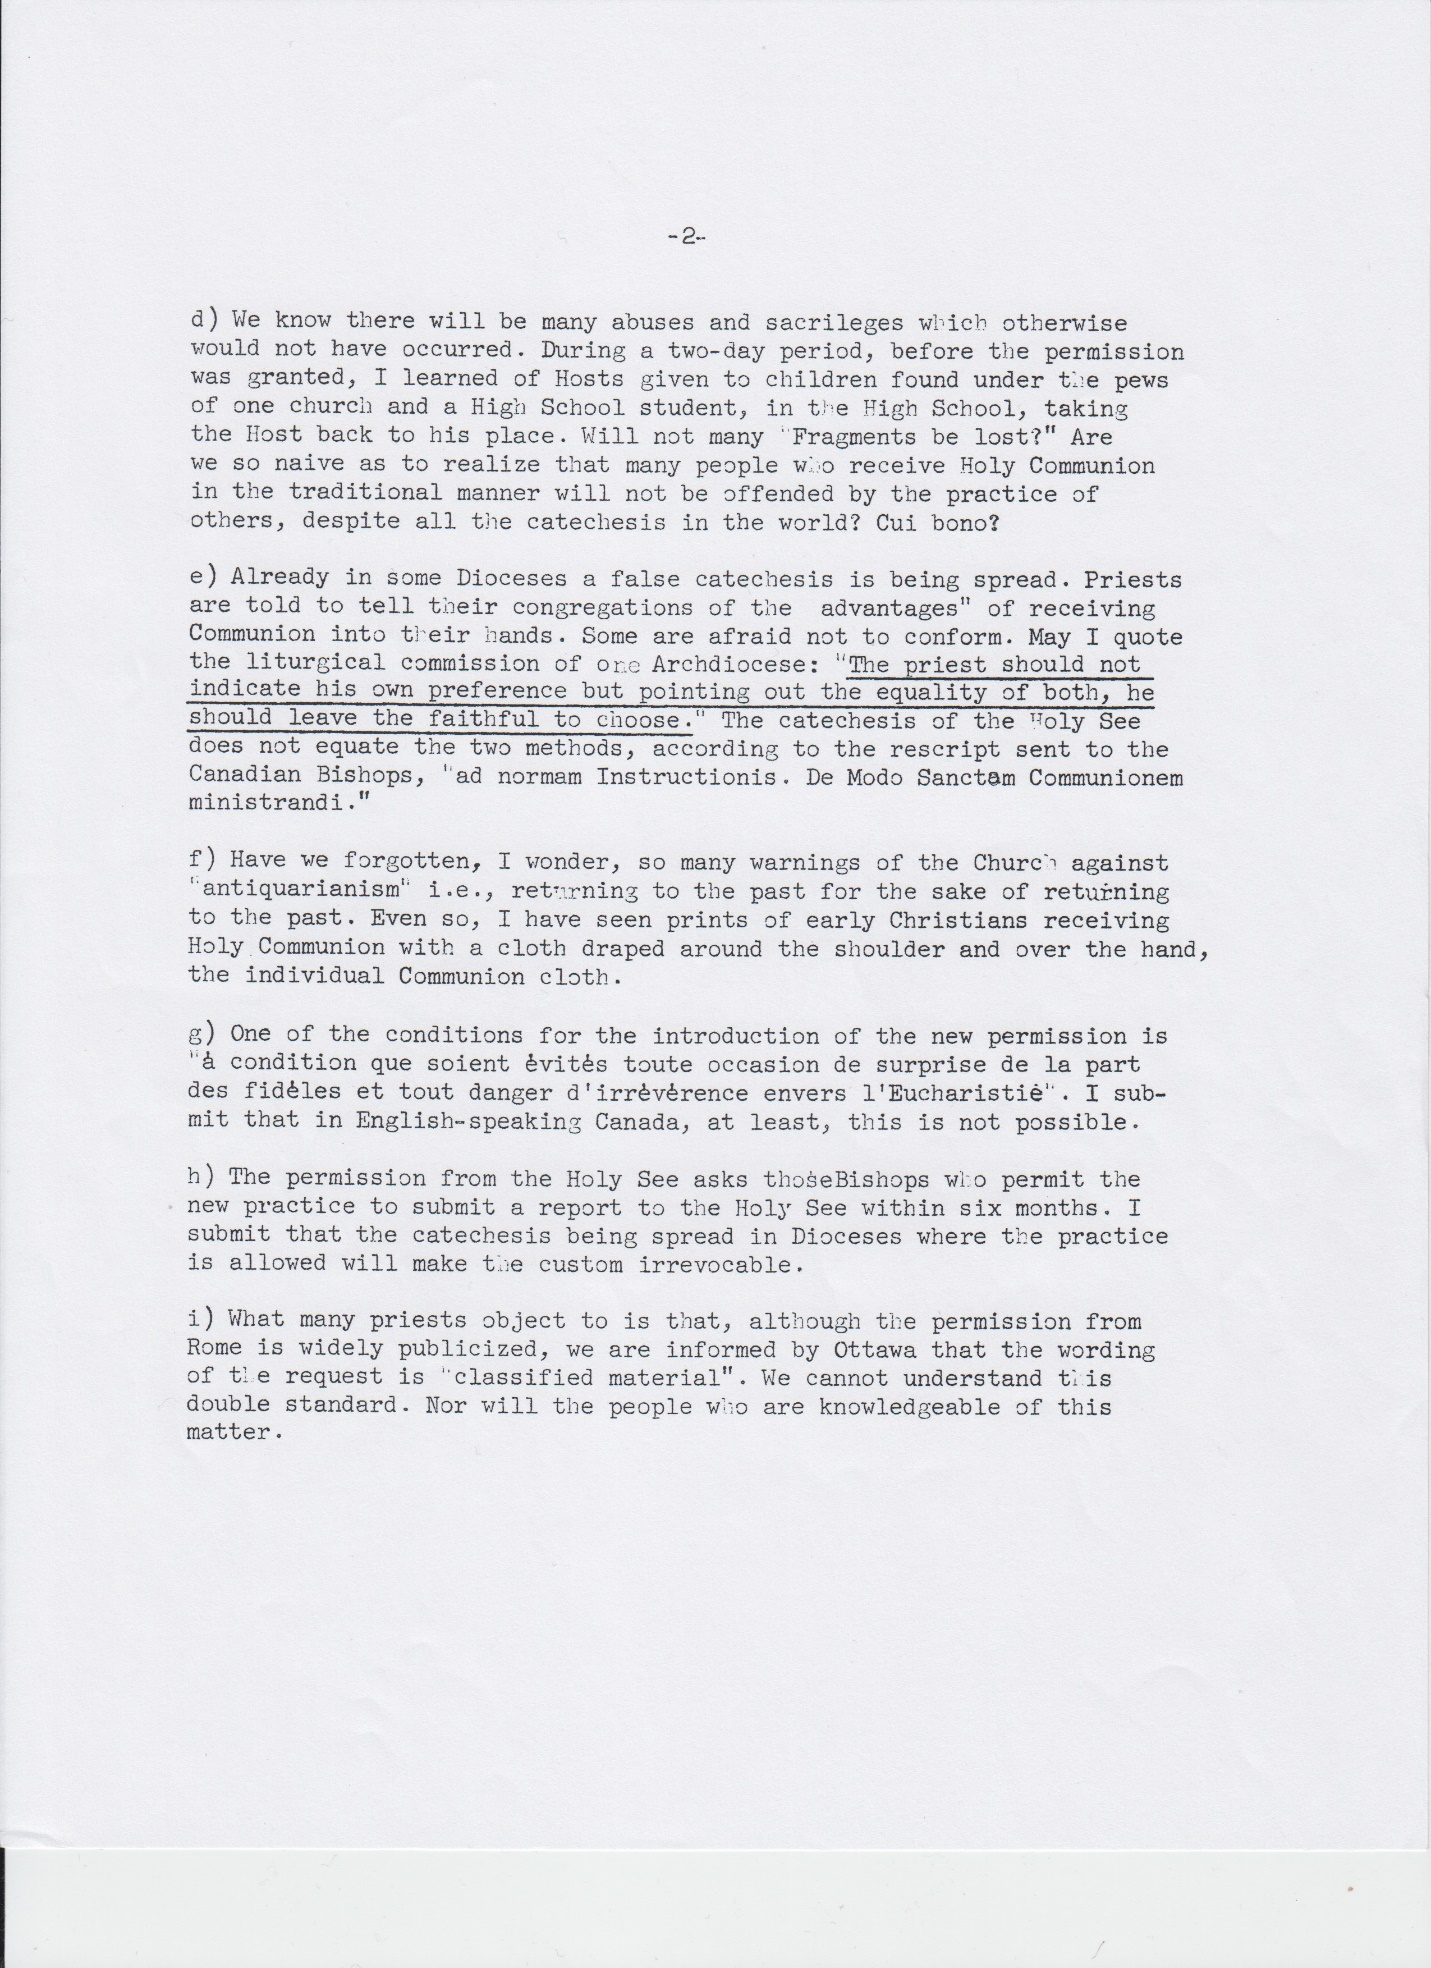 -2-
d) We know there will be many abuses and sacrileges which otherwise
would not have occurred. During a two-day period, before the permission
was granted, I learned of Hosts given to children found under the pews
of one church and a High School student, in the High School, taking
the Host back to his place. Will not many "Fragments be lost?" Are
we so naive as to realize that many people who receive Holy Communion
in the traditional manner will not be offended by the practice of
others, despite all the catechesis in the world? Cui bono?
e) Already in some Dioceses a false catechesis is being spread. Priests
are told to tell their congregations of the advantages" of receiving
Communion into their hands. Some are afraid not to conform. May I quote
the liturgical commission of one Archdiocese: "The priest should not
indicate his own preference but pointing out the equality of both, he
should leave the faithful to choose." The catechesis of the Holy See
does not equate the two methods, according to the rescript sent to the
Canadian Bishops, "ad normam Instructionis. De Modo Sanctam Communionem
ministrandi."
f) Have we forgotten, I wonder, so many warnings of the Church against
"antiquarianism" i.e., returning to the past for the sake of returning
to the past. Even so, I have seen prints of early Christians receiving
Holy Communion with a cloth draped around the shoulder and over the hand,
the individual Communion cloth.
g) One of the conditions for the introduction of the new permission is
"à condition que soient évités toute occasion de surprise de la part
des fidéles et tout danger d'irrévérence envers l'Eucharistiê". I sub-
mit that in English-speaking Canada, at least, this is not possible.
h) The permission from the Holy See asks thoseBishops who permit the
new practice to submit a report to the Holy See within six months. I
submit that the catechesis being spread in Dioceses where the practice
is allowed will make the custom irrevocable.
i) What many priests object to is that, although the permission from
Rome is widely publicized, we are informed by Ottawa that the wording
of the request is "classified material". We cannot understand this
double standard. Nor will the people who are knowledgeable of this
matter.